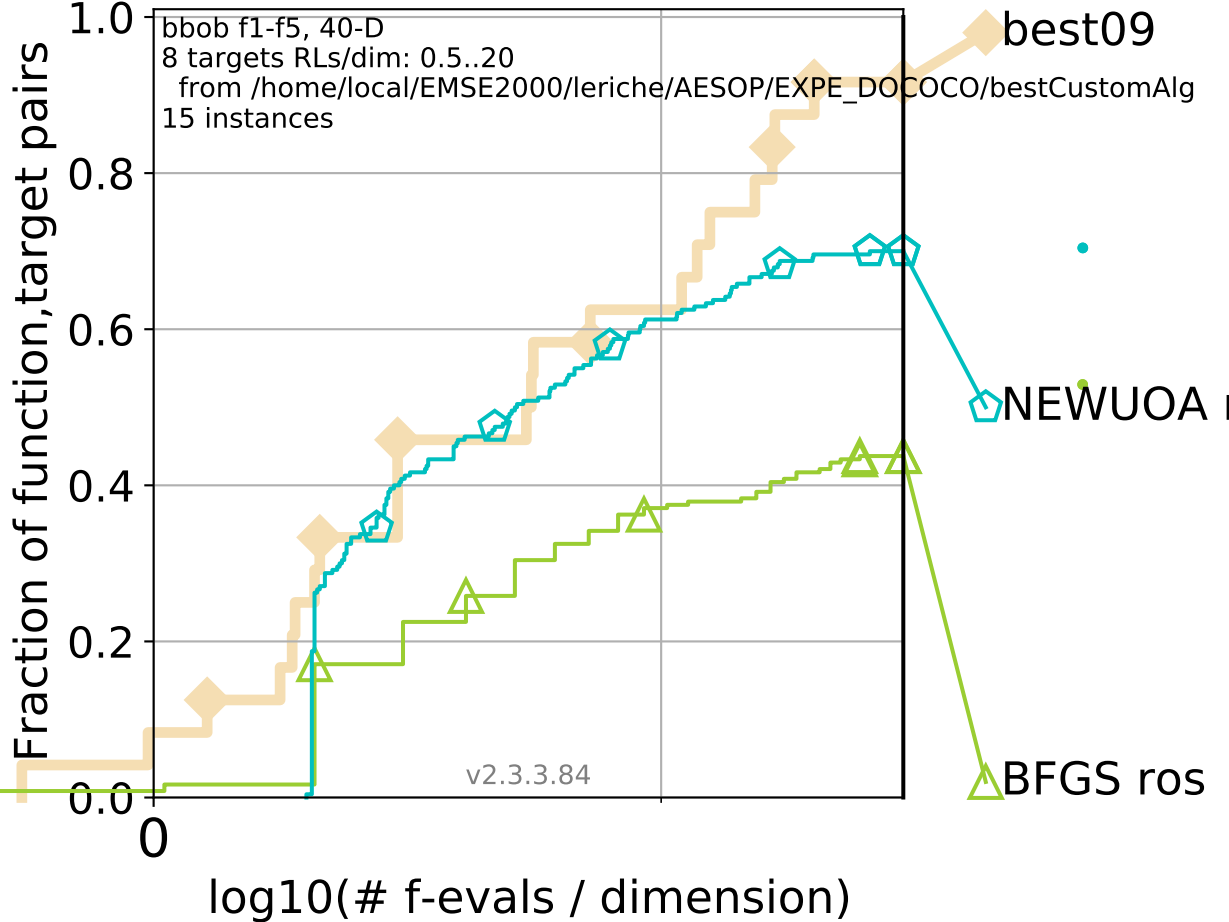 bbob f1-f5, 40-D
8 targets RLs/dim: 0.5..20
from /home/local/EMSE2000/leriche/AESOP/EXPE_DOCOCO/bestCustomAlg
15 instances
1.0
0.8
0.6
0.4
0.2
0.0
Fraction of function,target pairs
best09
NEWUOA
BFGS ros
v2.3.3.84
0
log10(# f-evals / dimension)